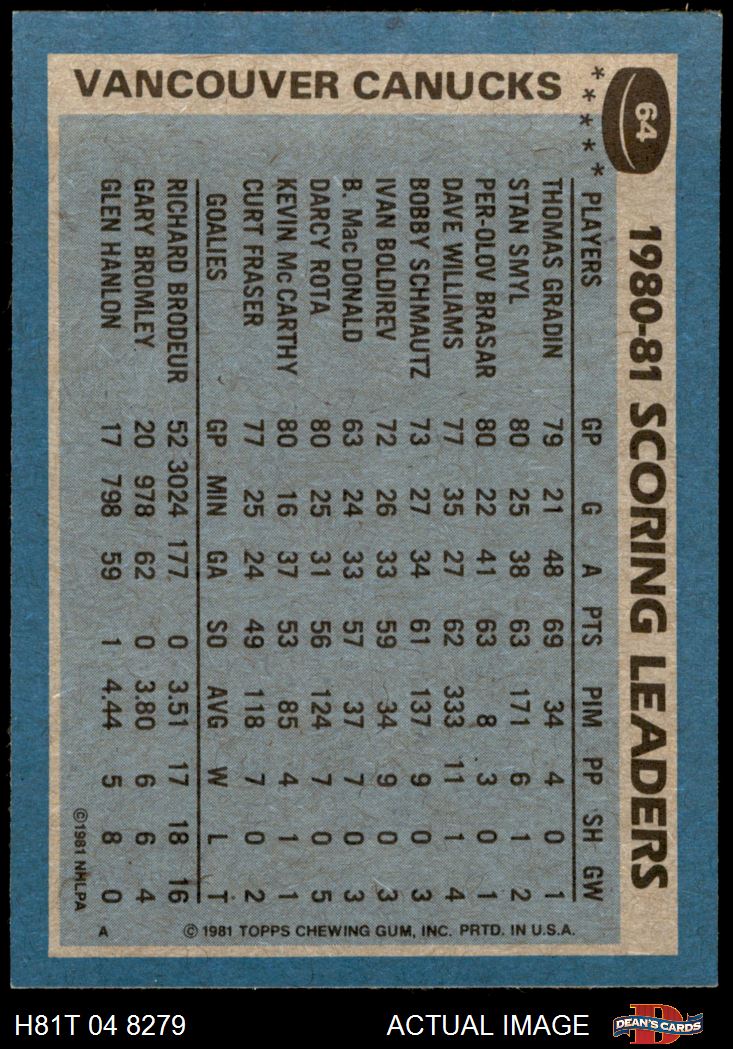 VANCOUVER CANUCKS
64
1980-81 SCORING LEADERS
PLAYERS GP G A PTS PIM PP SH GW
THOMAS GRADIN 79 21 48 69 34 4 0 1
STAN SMYL 80 25 38 63 171 6 1 2
PER-OLOV BRASAR 80 22 41 63 8 3 0 1
DAVE WILLIAMS 77 35 27 62 333 11 1 4
BOBBY SCHMAUTZ 73 27 34 61 137 9 0 3
IVAN BOLDIREV 72 26 33 59 34 9 0 3
B. Mac DONALD 63 24 33 57 37 7 0 3
DARCY ROTA 80 25 31 56 124 7 0 5
KEVIN McCARTHY 80 16 37 53 85 4 1 1
CURT FRASER 77 25 24 49 118 7 0 2
GOALIES GP MIN GA SO AVG W L T
RICHARD BRODEUR 52 3024 177 0 3.51 17 18 16
GARY BROMLEY 20 978 62 0 3.80 6 6 4
GLEN HANLON 17 798 59 1 4.44 5 8 0
©1981 NHLPA
A
© 1981 TOPPS CHEWING GUM, INC. PRTD. IN U.S.A.
H81T 04 8279
ACTUAL IMAGE
DEAN'S CARDS